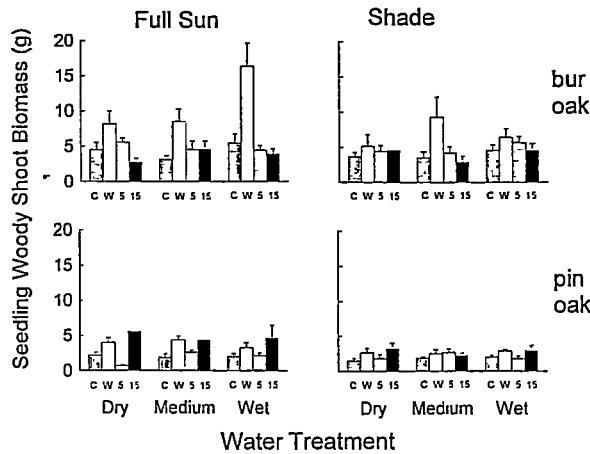 Full Sun Shade
Seedling Woody Shoot Biomass (g)
20
15
10
5
0
C W 5 15 C W 5 15 C W 5 15 C W 5 15 C W 5 15 C W 5 15
bur
oak
20
15
10
5
0
C W 5 15 C W 5 15 C W 5 15 C W 5 15 C W 5 15 C W 5 15
pin
oak
Dry Medium Wet Dry Medium Wet
Water Treatment